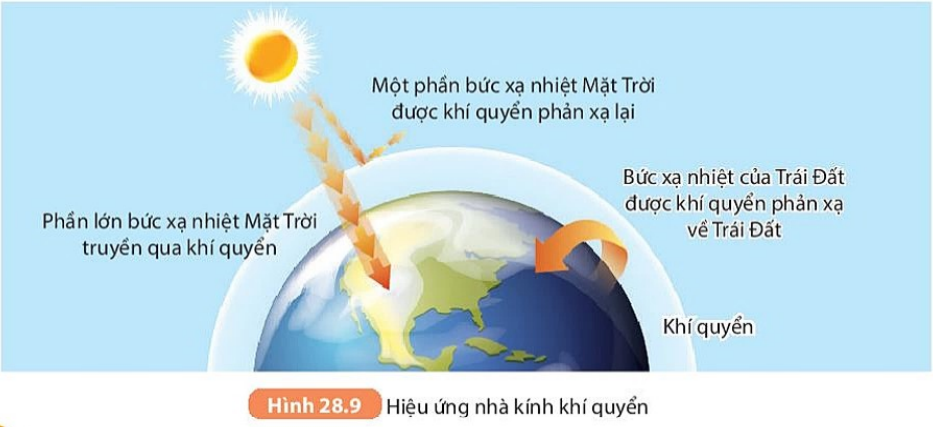 Một phần bức xạ nhiệt Mặt Trời
được khí quyển phản xạ lại
Bức xạ nhiệt của Trái Đất
được khí quyển phản xạ
về Trái Đất
Phần lớn bức xạ nhiệt Mặt Trời
truyền qua khí quyển
Khí quyển
Hình 28.9 Hiệu ứng nhà kính khí quyển